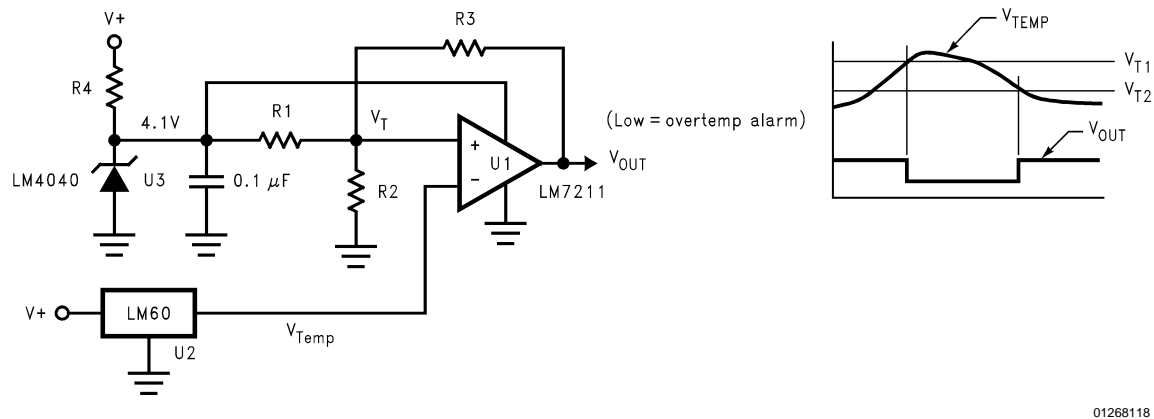 V+
R3
R4
4.1V
R1
V_T
(Low = overtemp alarm)
+
U1
V_OUT
−
LM4040
U3
0.1 μF
R2
LM7211
V+
LM60
V_Temp
U2
V_TEMP
V_T1
V_T2
V_OUT
01268118